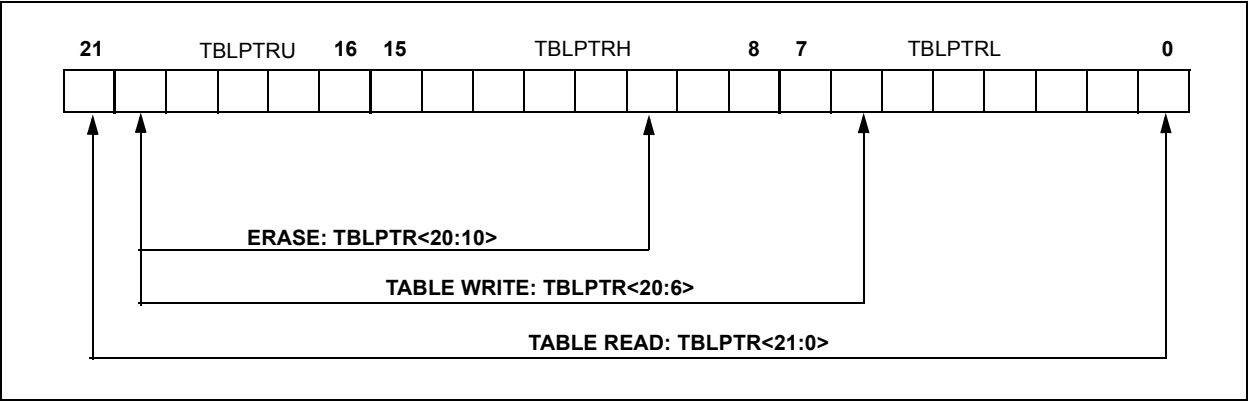 21 TBLPTRU 16 15 TBLPTRH 8 7 TBLPTRL 0
ERASE: TBLPTR<20:10>
TABLE WRITE: TBLPTR<20:6>
TABLE READ: TBLPTR<21:0>